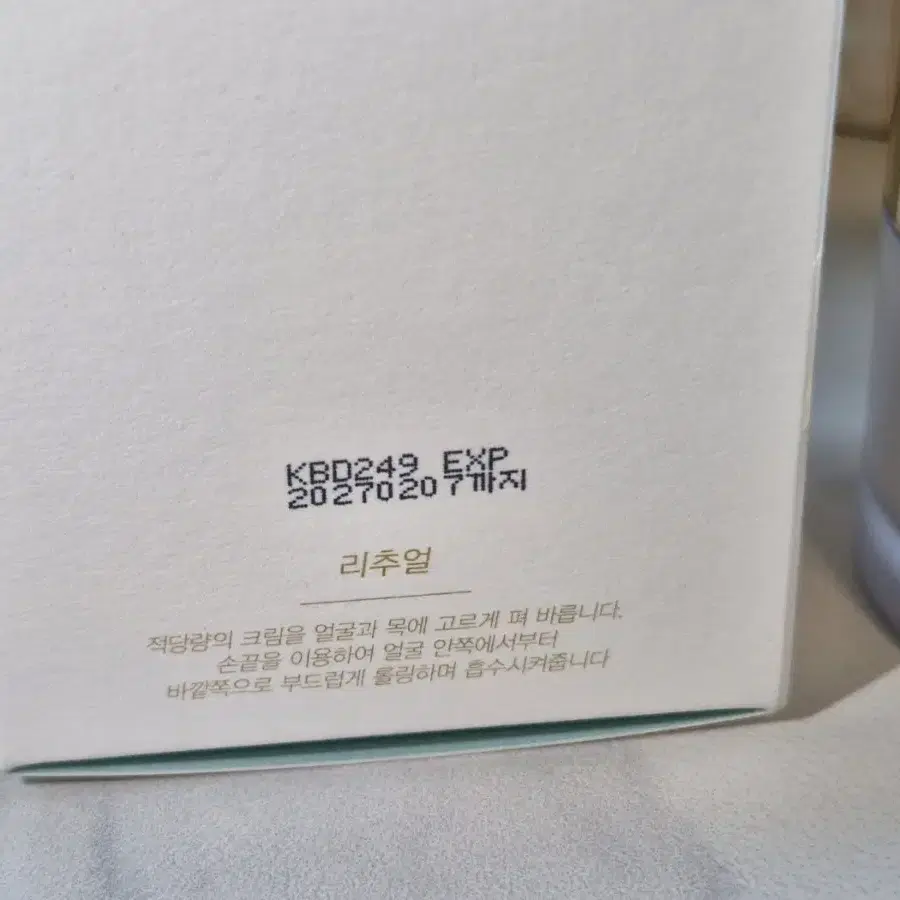 KBD249 EXP
20270207까지
리추얼
적당량의 크림을 얼굴과 목에 고르게 펴 바릅니다.
손끝을 이용하여 얼굴 안쪽에서부터
바깥쪽으로 부드럽게 롤링하며 흡수시켜줍니다